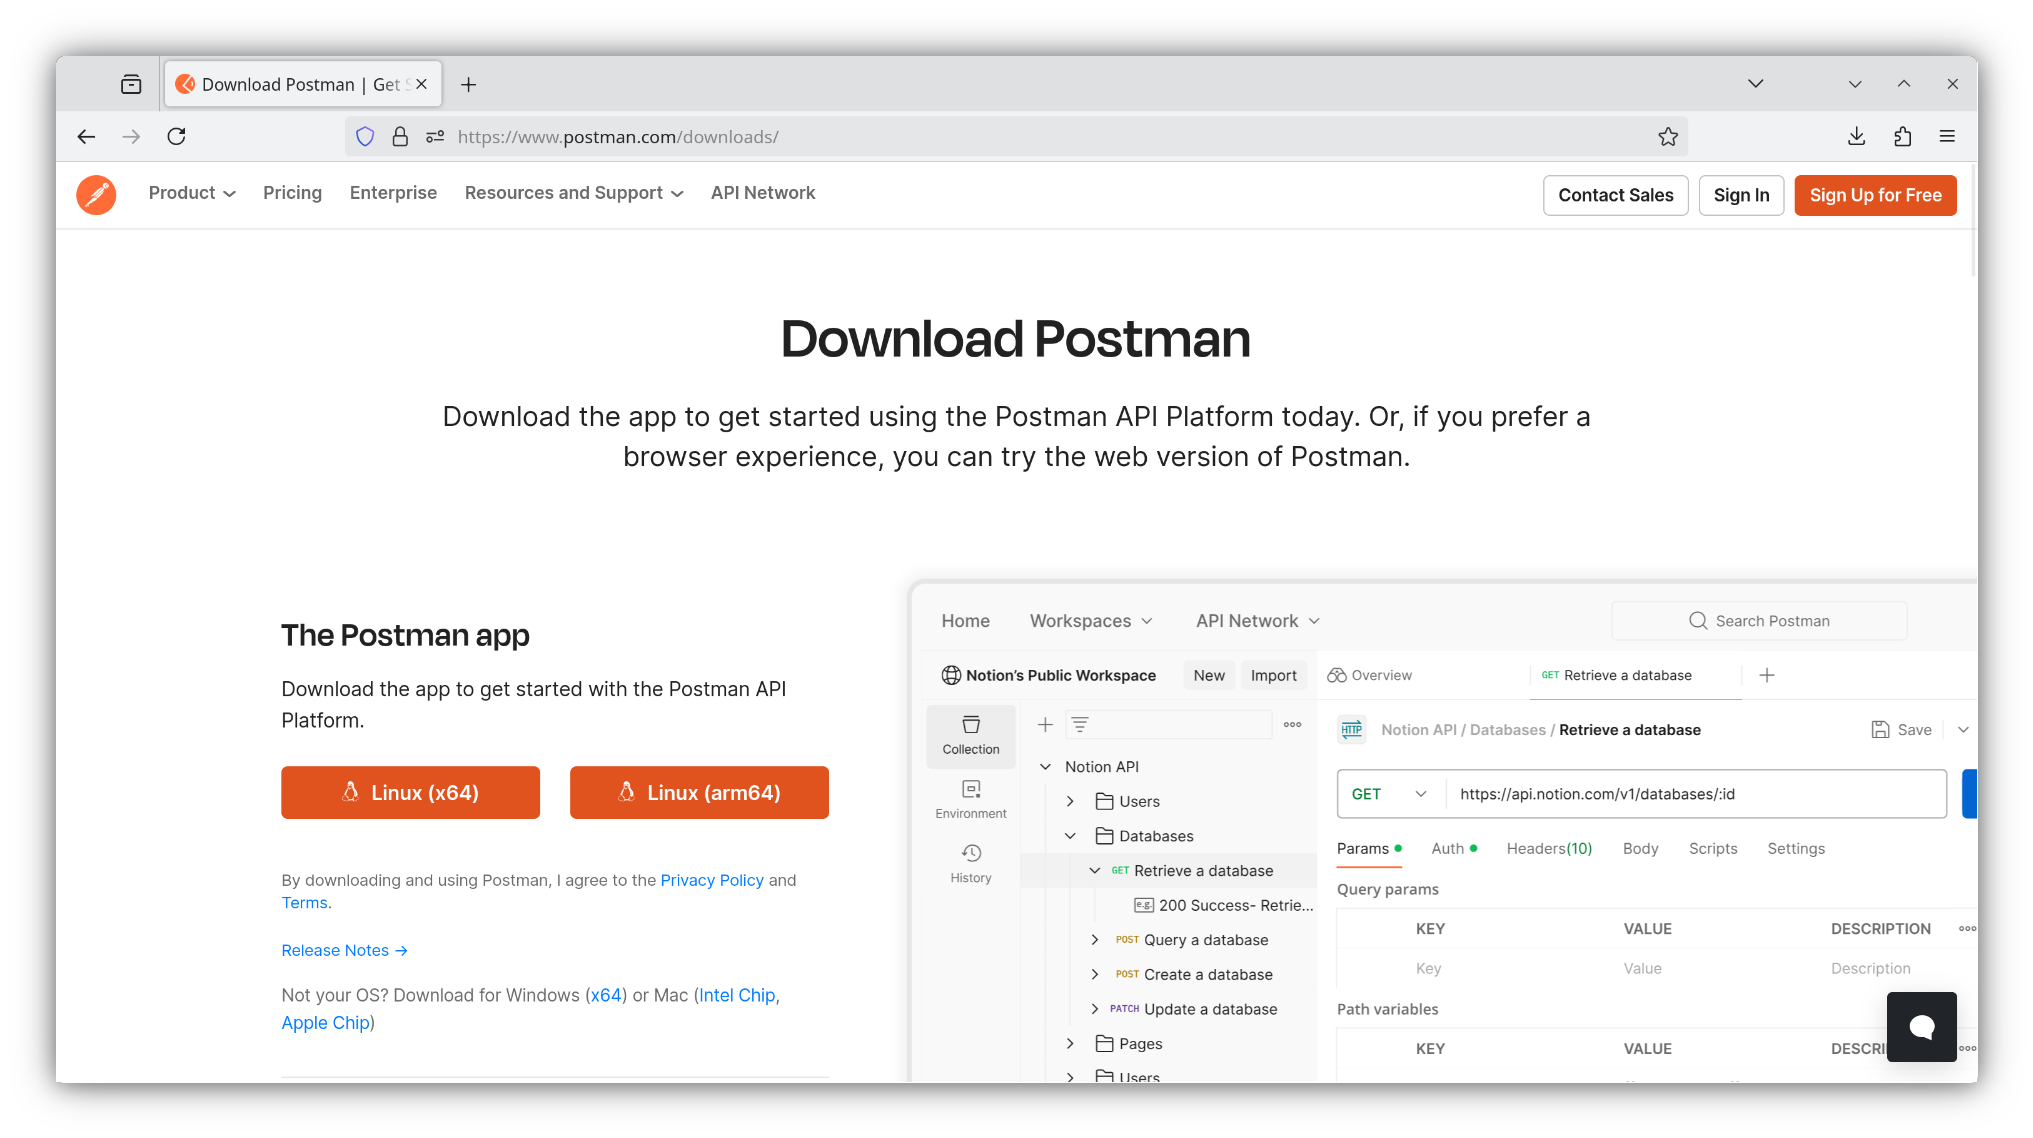 Download Postman | Get S
https://www.postman.com/downloads/
Product
Pricing
Enterprise
Resources and Support
API Network
Contact Sales
Sign In
Sign Up for Free
Download Postman
Download the app to get started using the Postman API Platform today. Or, if you prefer a
browser experience, you can try the web version of Postman.
The Postman app
Download the app to get started with the Postman API
Platform.
Linux (x64)
Linux (arm64)
By downloading and using Postman, I agree to the Privacy Policy and
Terms.
Release Notes →
Not your OS? Download for Windows (x64) or Mac (Intel Chip,
Apple Chip)
Home
Workspaces
API Network
Search Postman
Notion's Public Workspace
New
Import
Overview
GET Retrieve a database
Collection
Environment
History
Notion API
Users
Databases
GET Retrieve a database
e.g. 200 Success- Retrie...
POST Query a database
POST Create a database
PATCH Update a database
Pages
Users
HTTP
Notion API / Databases / Retrieve a database
Save
GET
https://api.notion.com/v1/databases/:id
Params
Auth
Headers(10)
Body
Scripts
Settings
Query params
KEY
VALUE
DESCRIPTION
Key
Value
Description
Path variables
KEY
VALUE
DESCRI